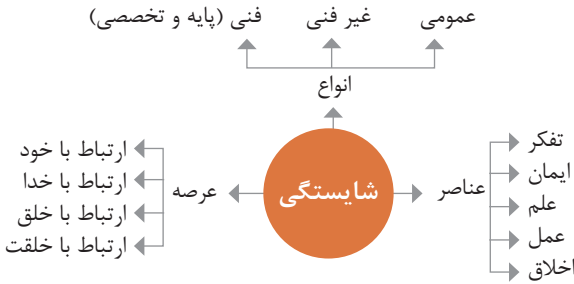 عمومی
غیر فنی
فنی (پایه و تخصصی)
انواع
شایستگی
عناصر
تفکر
ایمان
علم
عمل
اخلاق
عرصه
ارتباط با خود
ارتباط با خدا
ارتباط با خلق
ارتباط با خلقت